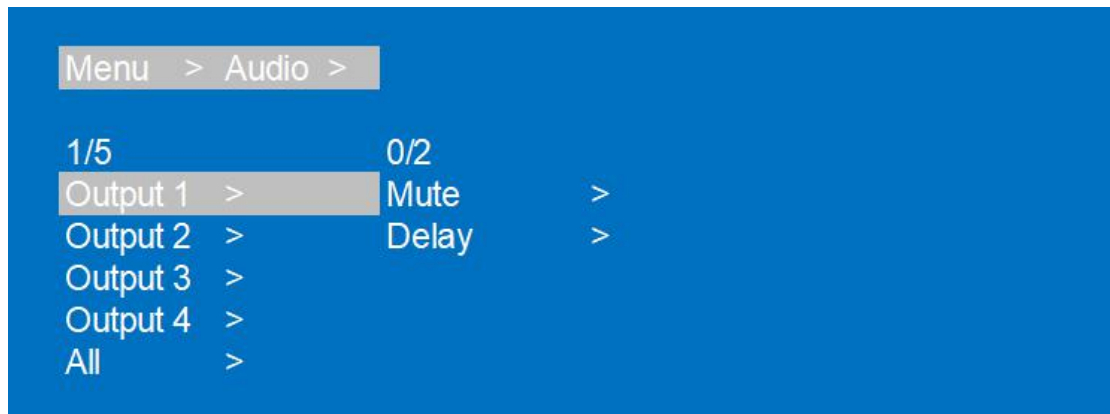 Menu > Audio >
1/5 0/2
Output 1 > Mute >
Output 2 > Delay >
Output 3 >
Output 4 >
All >